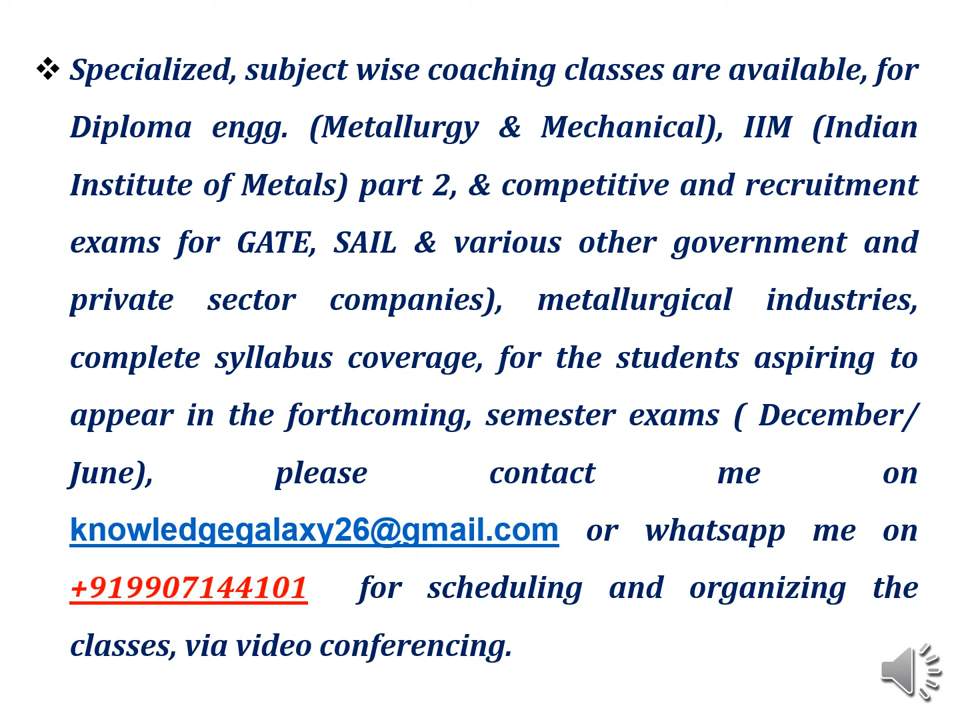 ❖ Specialized, subject wise coaching classes are available, for
Diploma engg. (Metallurgy & Mechanical), IIM (Indian
Institute of Metals) part 2, & competitive and recruitment
exams for GATE, SAIL & various other government and
private sector companies), metallurgical industries,
complete syllabus coverage, for the students aspiring to
appear in the forthcoming, semester exams ( December/
June), please contact me on
knowledgegalaxy26@gmail.com or whatsapp me on
+919907144101 for scheduling and organizing the
classes, via video conferencing.